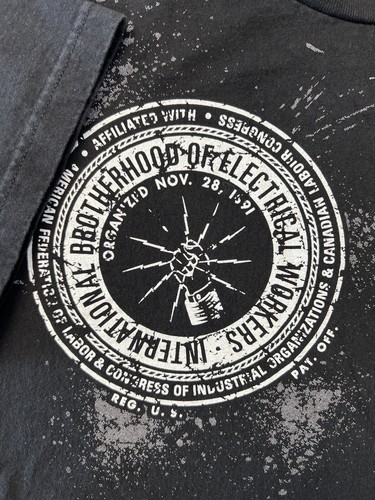 • AFFILIATED WITH •
AMERICAN FEDERATION OF LABOR & CONGRESS OF INDUSTRIAL ORGANIZATIONS & CANADIAN LABOUR CONGRESS
INTERNATIONAL BROTHERHOOD OF ELECTRICAL WORKERS •
ORGANIZED NOV. 28, 1891
REG. U. S.
PAT. OFF.